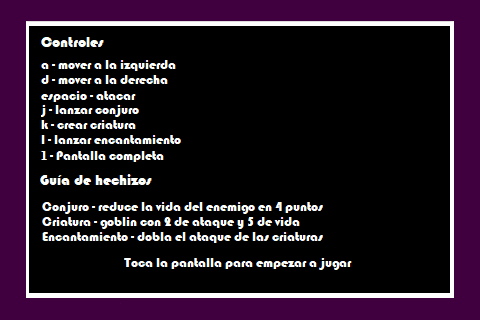 Controles
a - mover a la izquierda
d - mover a la derecha
espacio - atacar
j - lanzar conjuro
k - crear criatura
l - lanzar encantamiento
1 - Pantalla completa
Guía de hechizos
Conjuro - reduce la vida del enemigo en 4 puntos
Criatura - goblin con 2 de ataque y 5 de vida
Encantamiento - dobla el ataque de las criaturas
Toca la pantalla para empezar a jugar